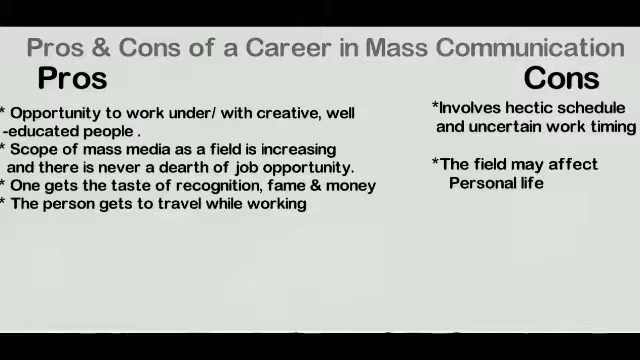 Pros & Cons of a Career in Mass Communication
Pros
* Opportunity to work under/ with creative, well
-educated people .
* Scope of mass media as a field is increasing
and there is never a dearth of job opportunity.
* One gets the taste of recognition, fame & money
* The person gets to travel while working
Cons
*Involves hectic schedule
and uncertain work timing
*The field may affect
Personal life